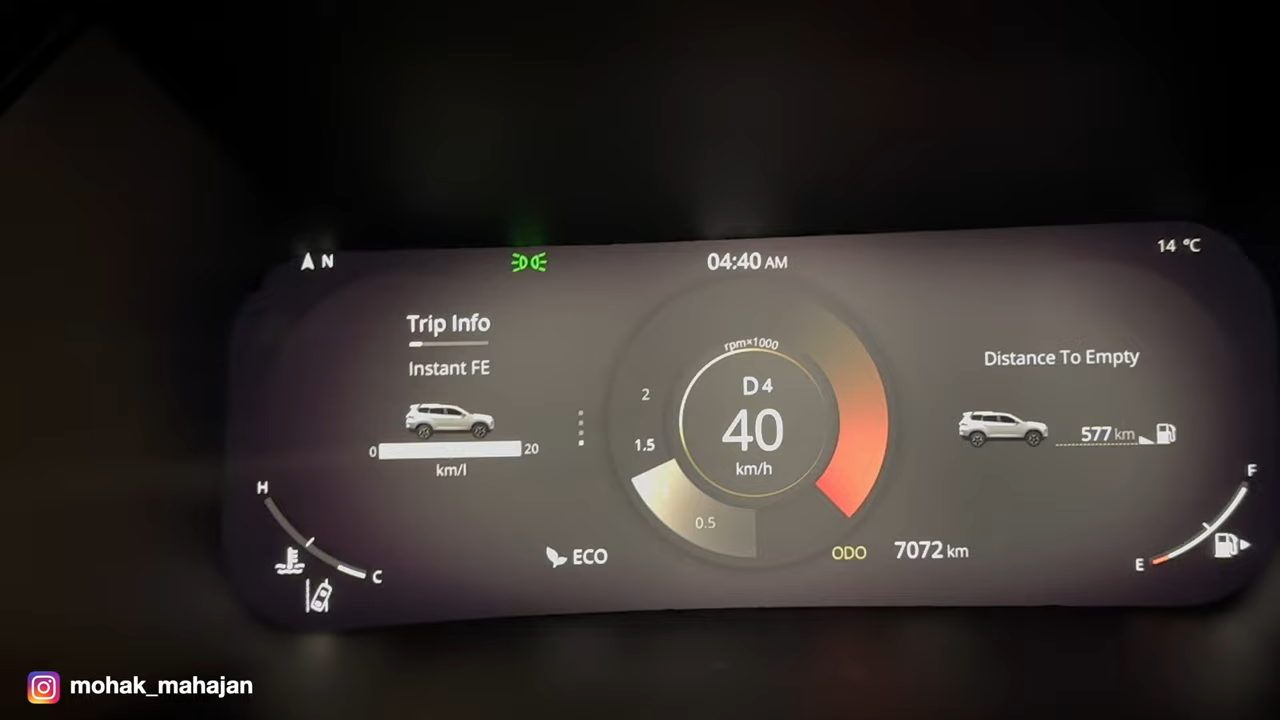 N
04:40 AM
14 °C
Trip Info
Instant FE
0
20
km/l
rpm×1000
2
1.5
0.5
D 4
40
km/h
Distance To Empty
577 km
H
C
F
E
ECO
ODO 7072 km
mohak_mahajan